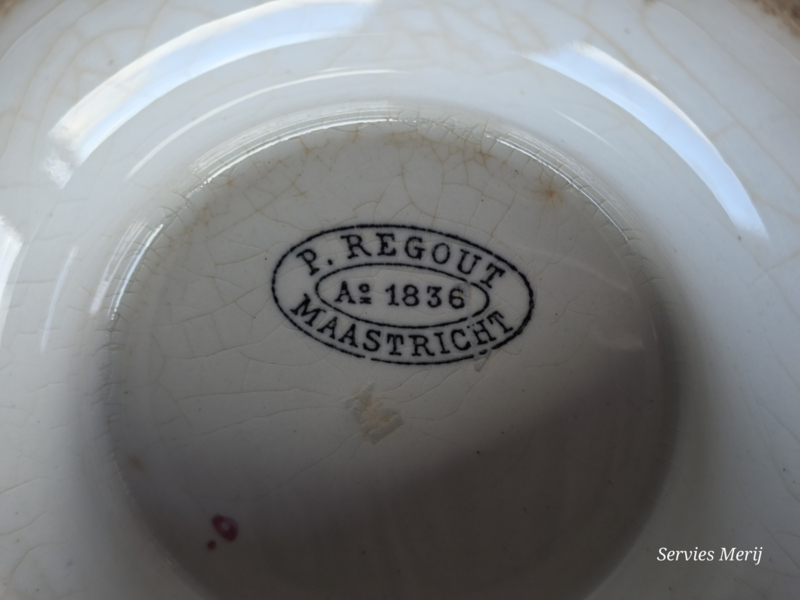 P. REGOUT
Aº 1836
MAASTRICHT
Servies Merij